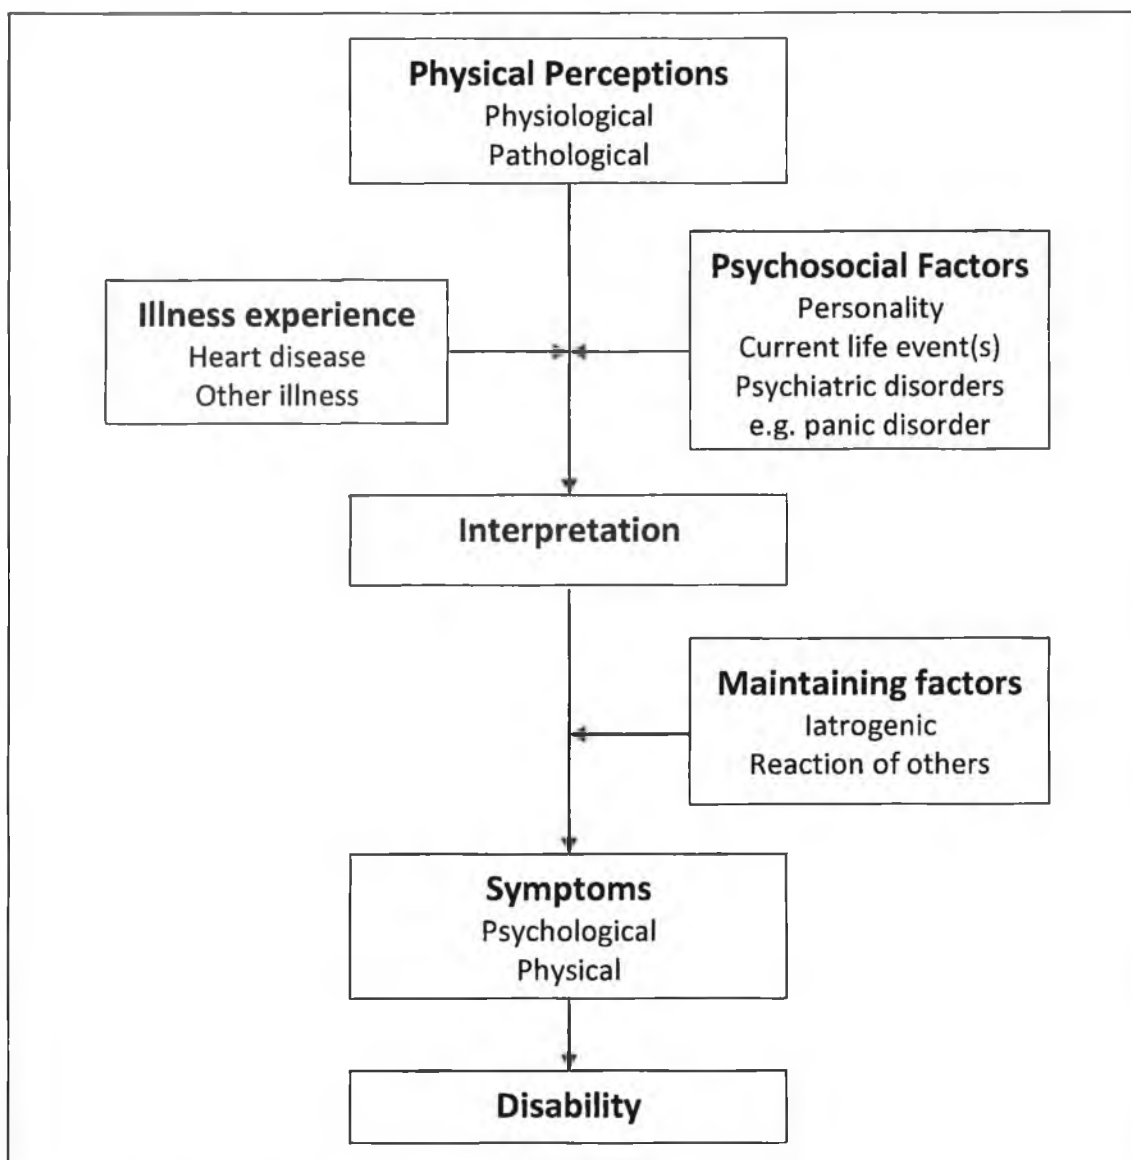 Physical Perceptions
Physiological
Pathological
Illness experience
Heart disease
Other illness
Psychosocial Factors
Personality
Current life event(s)
Psychiatric disorders
e.g. panic disorder
Interpretation
Maintaining factors
Iatrogenic
Reaction of others
Symptoms
Psychological
Physical
Disability